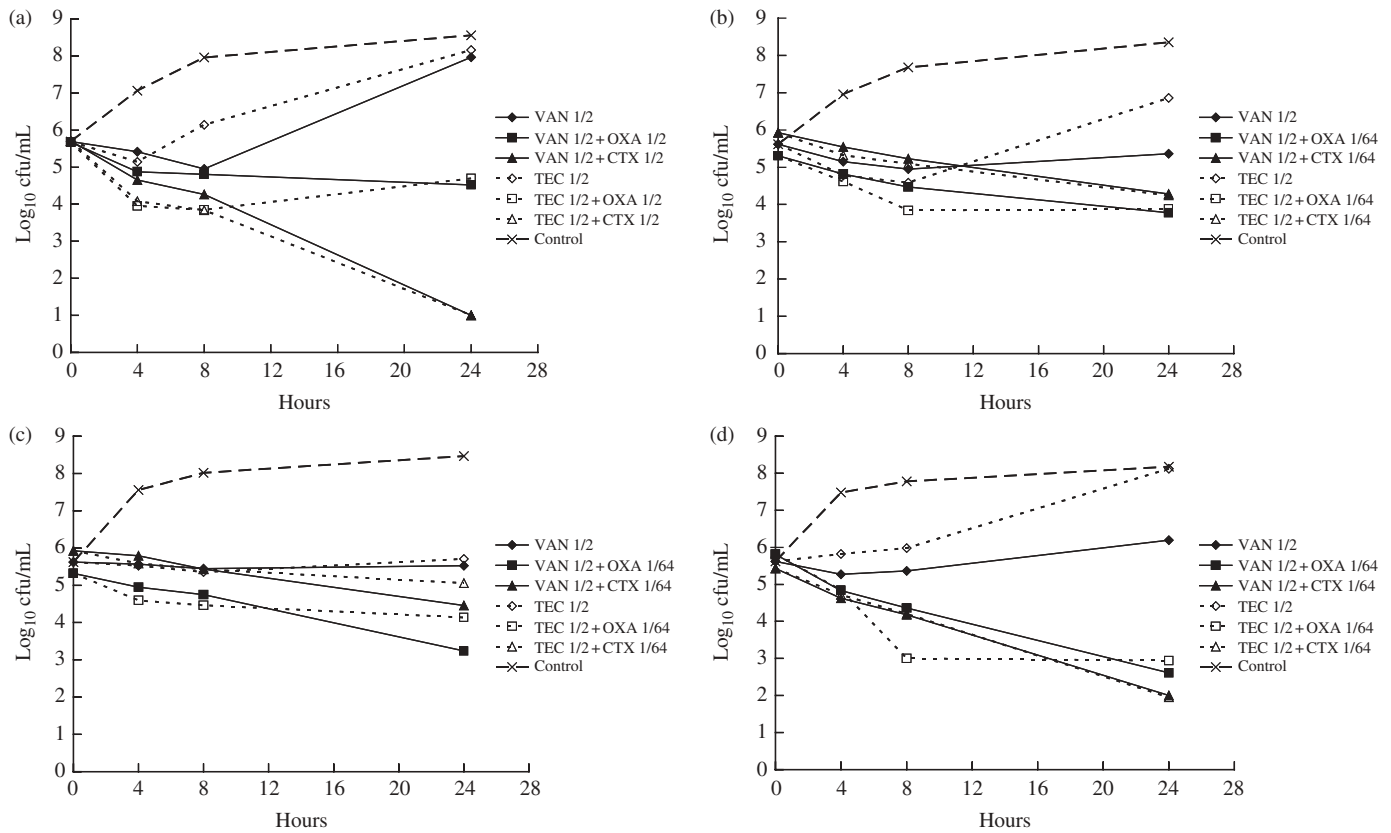 (a)
9
8
7
6
5
4
3
2
1
0
Log10 cfu/mL
0 4 8 12 16 20 24 28
Hours
VAN 1/2
VAN 1/2+OXA 1/2
VAN 1/2+CTX 1/2
TEC 1/2
TEC 1/2+OXA 1/2
TEC 1/2+CTX 1/2
Control
(b)
9
8
7
6
5
4
3
2
1
0
Log10 cfu/mL
0 4 8 12 16 20 24 28
Hours
VAN 1/2
VAN 1/2+OXA 1/64
VAN 1/2+CTX 1/64
TEC 1/2
TEC 1/2+OXA 1/64
TEC 1/2+CTX 1/64
Control
(c)
9
8
7
6
5
4
3
2
1
0
Log10 cfu/mL
0 4 8 12 16 20 24 28
Hours
VAN 1/2
VAN 1/2+OXA 1/64
VAN 1/2+CTX 1/64
TEC 1/2
TEC 1/2+OXA 1/64
TEC 1/2+CTX 1/64
Control
(d)
9
8
7
6
5
4
3
2
1
0
Log10 cfu/mL
0 4 8 12 16 20 24 28
Hours
VAN 1/2
VAN 1/2+OXA 1/64
VAN 1/2+CTX 1/64
TEC 1/2
TEC 1/2+OXA 1/64
TEC 1/2+CTX 1/64
Control